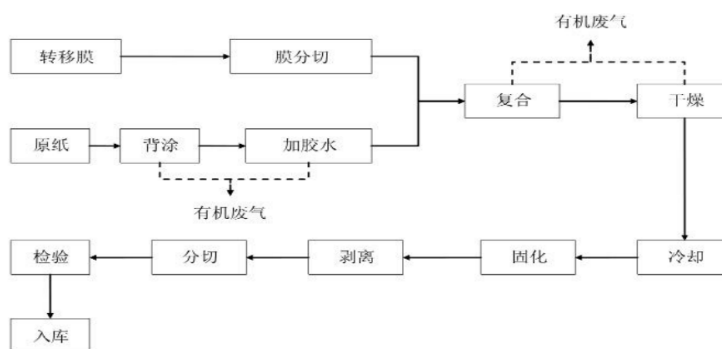 有机废气
转移膜
膜分切
复合
干燥
原纸
背涂
加胶水
有机废气
检验
分切
剥离
固化
冷却
入库